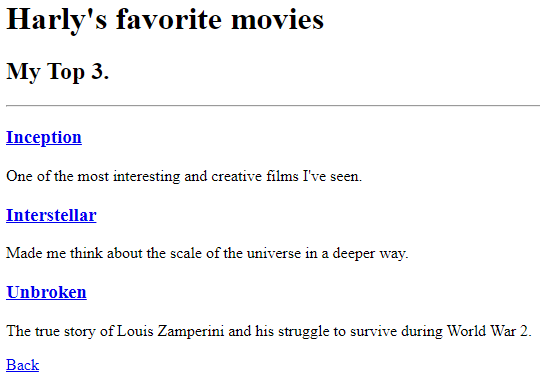 Harly's favorite movies
My Top 3.
Inception
One of the most interesting and creative films I've seen.
Interstellar
Made me think about the scale of the universe in a deeper way.
Unbroken
The true story of Louis Zamperini and his struggle to survive during World War 2.
Back